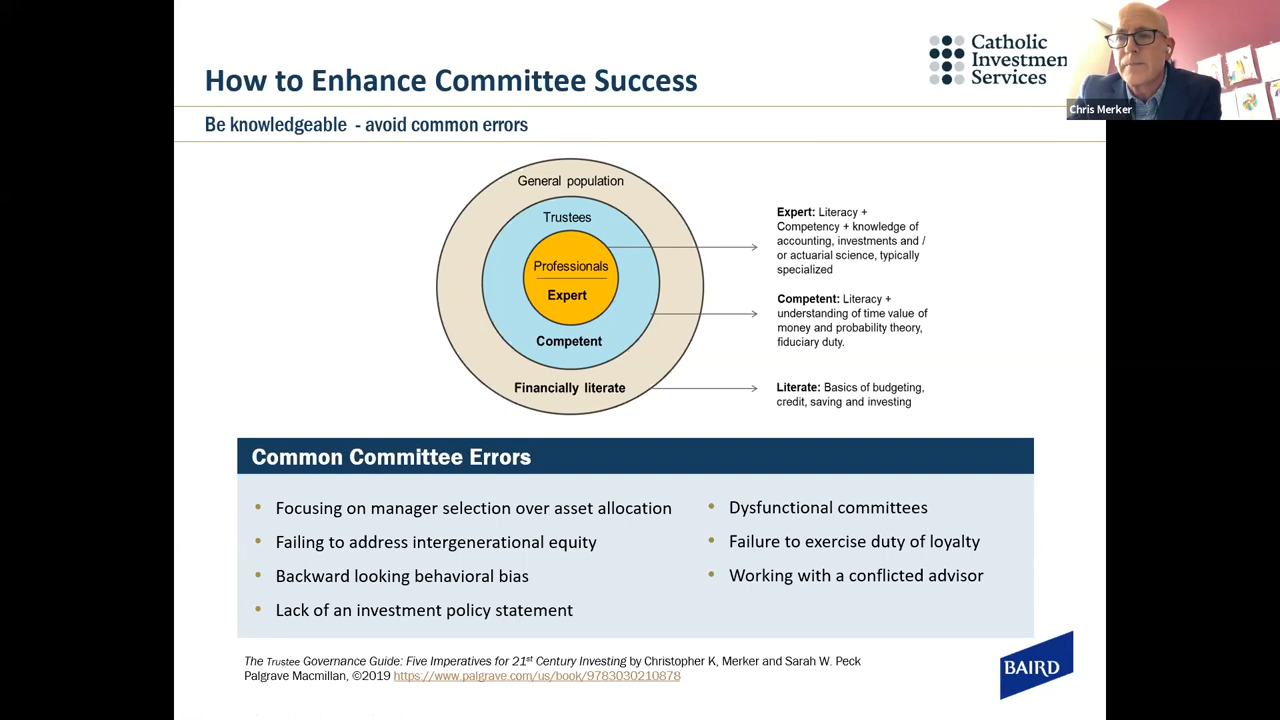 How to Enhance Committee Success
Catholic
Investmen
Services
Chris Merker
Be knowledgeable - avoid common errors
General population
Trustees
Professionals
Expert
Competent
Financially literate
Expert: Literacy +
Competency + knowledge of
accounting, investments and /
or actuarial science, typically
specialized
Competent: Literacy +
understanding of time value of
money and probability theory,
fiduciary duty.
Literate: Basics of budgeting,
credit, saving and investing
Common Committee Errors
• Focusing on manager selection over asset allocation
• Failing to address intergenerational equity
• Backward looking behavioral bias
• Lack of an investment policy statement
• Dysfunctional committees
• Failure to exercise duty of loyalty
• Working with a conflicted advisor
The Trustee Governance Guide: Five Imperatives for 21st Century Investing by Christopher K, Merker and Sarah W. Peck
Palgrave Macmillan, ©2019 https://www.palgrave.com/us/book/9783030210878
BAIRD